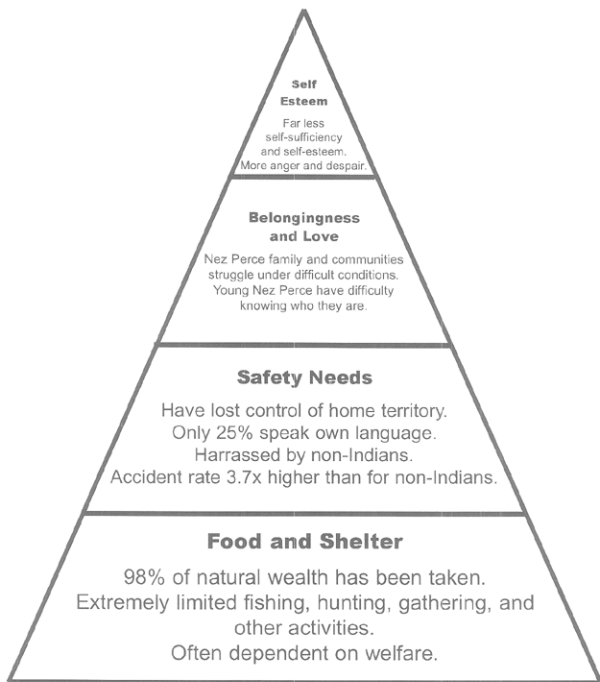 Self
Esteem
Far less
self-sufficiency
and self-esteem.
More anger and despair.
Belongingness
and Love
Nez Perce family and communities
struggle under difficult conditions.
Young Nez Perce have difficulty
knowing who they are.
Safety Needs
Have lost control of home territory.
Only 25% speak own language.
Harrassed by non-Indians.
Accident rate 3.7x higher than for non-Indians.
Food and Shelter
98% of natural wealth has been taken.
Extremely limited fishing, hunting, gathering, and
other activities.
Often dependent on welfare.